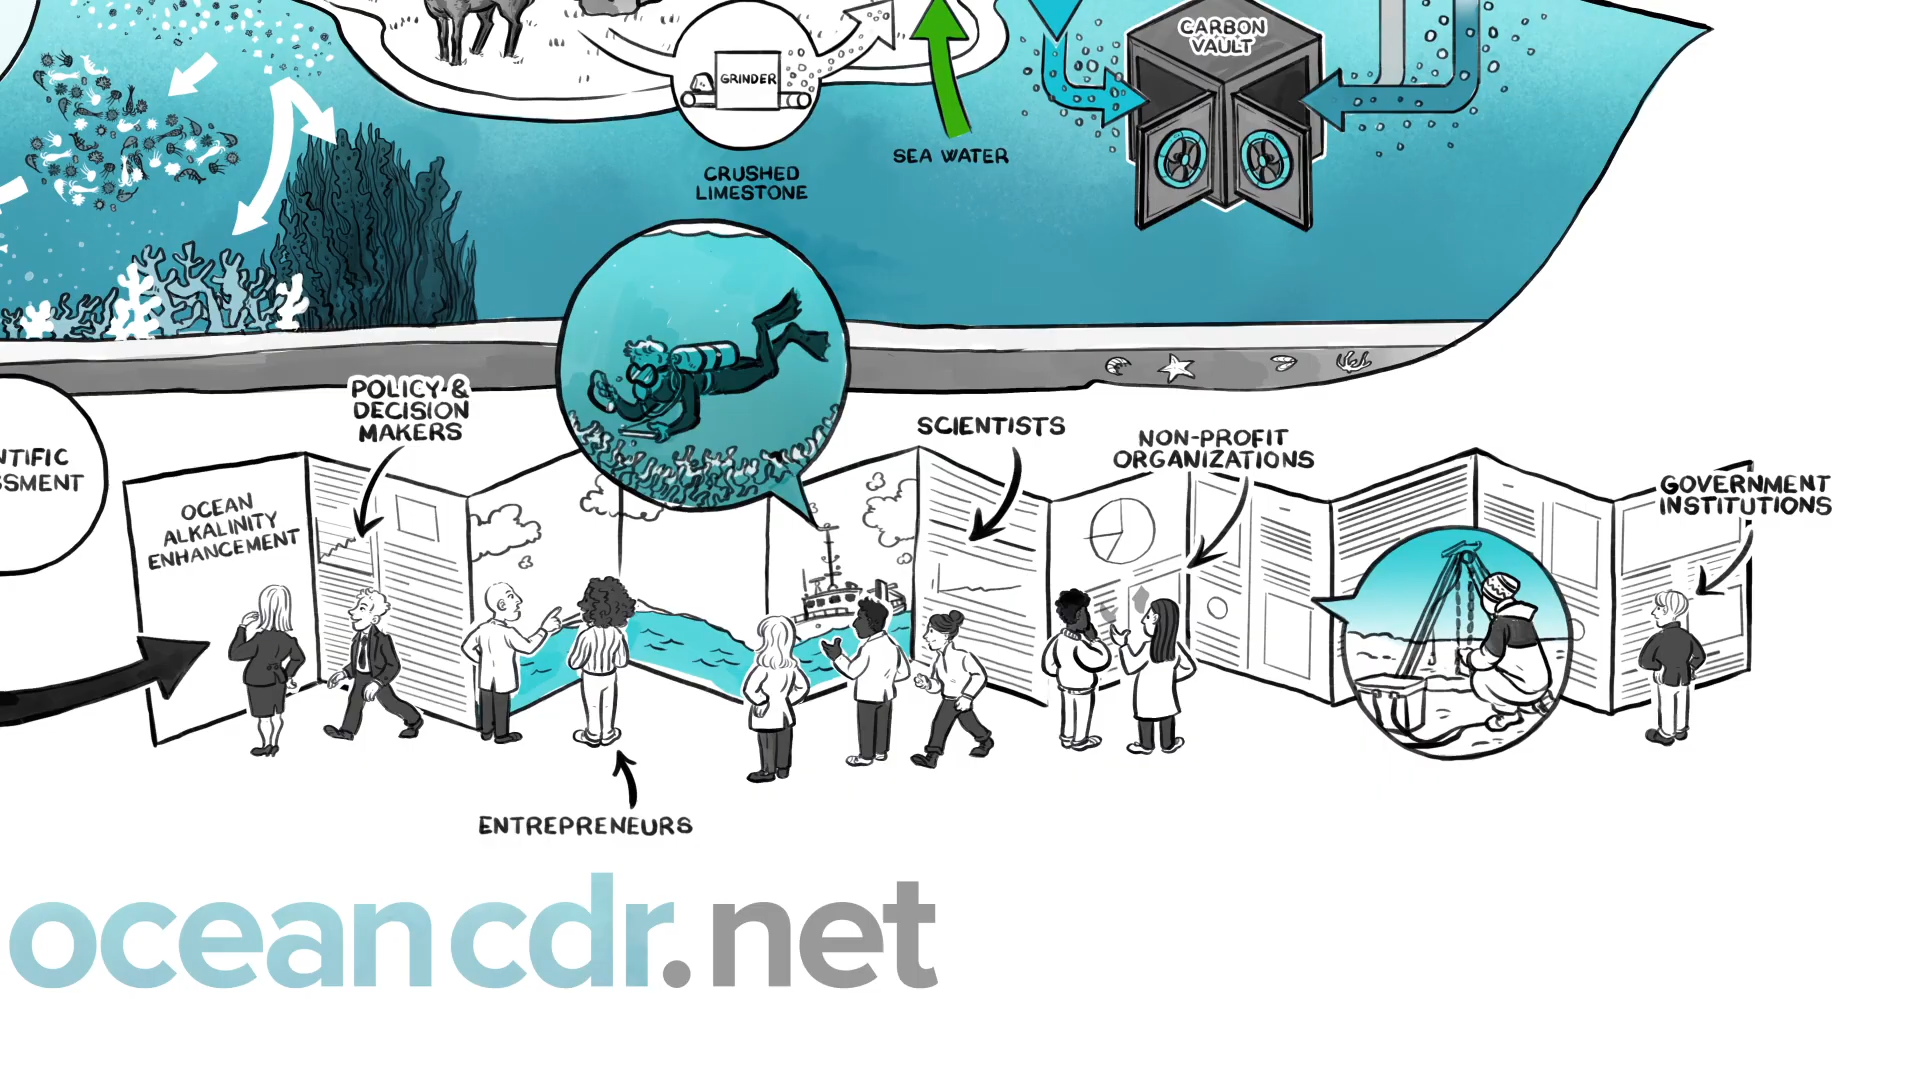 CARBON
VAULT
GRINDER
SEA WATER
CRUSHED
LIMESTONE
POLICY &
DECISION
MAKERS
SCIENTISTS
NON-PROFIT
ORGANIZATIONS
GOVERNMENT
INSTITUTIONS
NTIFIC
SSMENT
OCEAN
ALKALINITY
ENHANCEMENT
ENTREPRENEURS
oceancdr.net